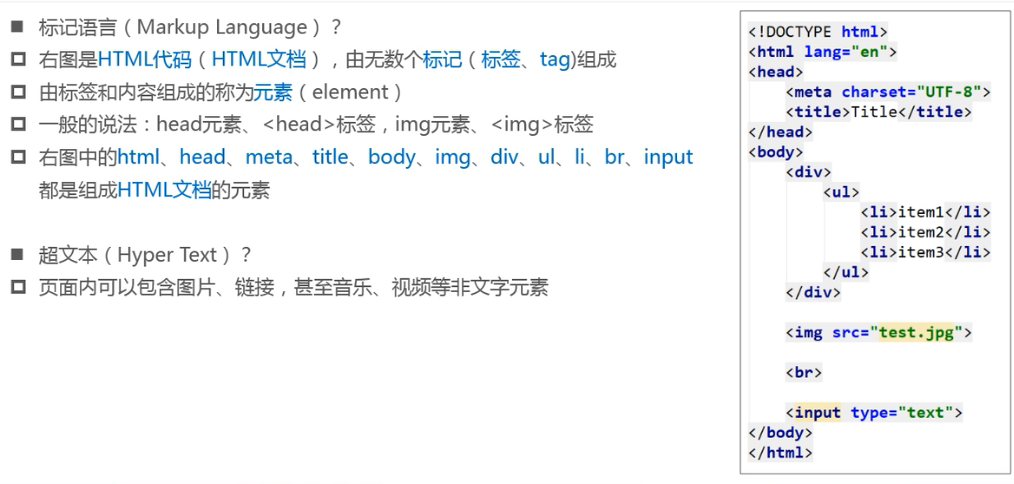 标记语言（Markup Language）？
右图是HTML代码（HTML文档），由无数个标记（标签、tag)组成
由标签和内容组成的称为元素（element）
一般的说法：head元素、<head>标签，img元素、<img>标签
右图中的html、head、meta、title、body、img、div、ul、li、br、input
都是组成HTML文档的元素
超文本（Hyper Text）？
页面内可以包含图片、链接，甚至音乐、视频等非文字元素
<!DOCTYPE html>
<html lang="en">
<head>
    <meta charset="UTF-8">
    <title>Title</title>
</head>
<body>
    <div>
        <ul>
            <li>item1</li>
            <li>item2</li>
            <li>item3</li>
        </ul>
    </div>
    <img src="test.jpg">
    <br>
    <input type="text">
</body>
</html>